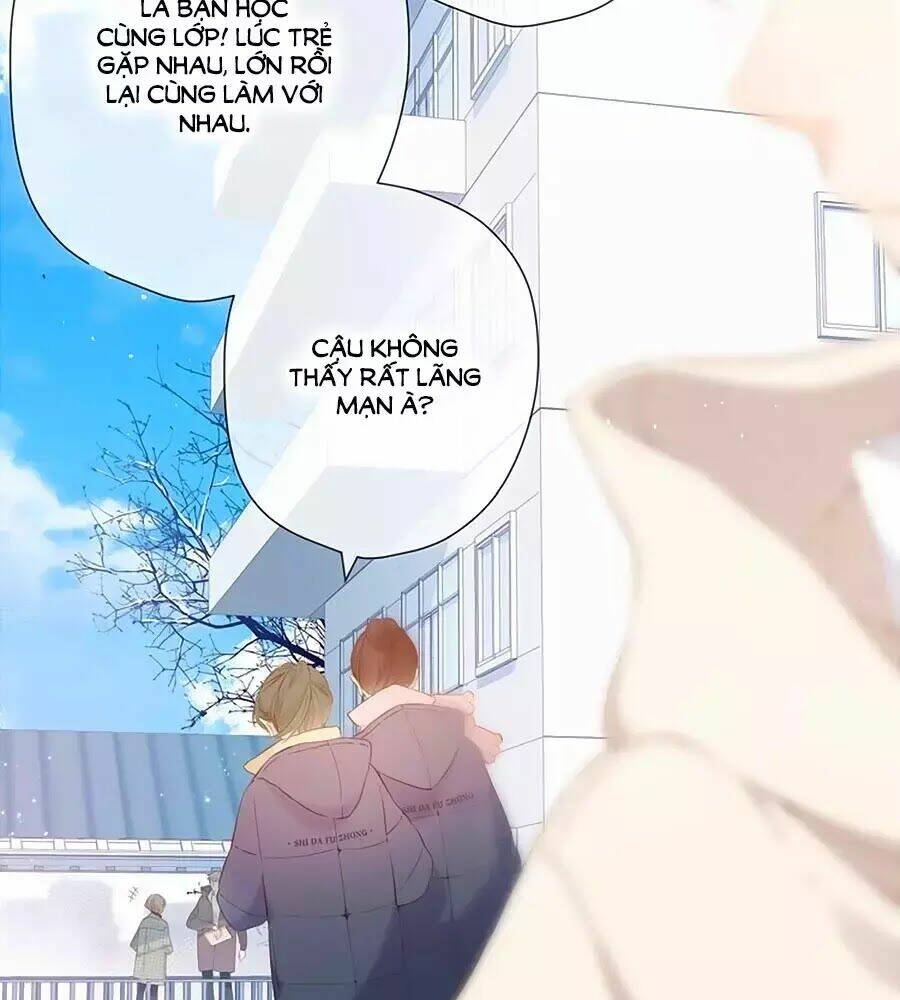 LÀ BẠN HỌC
CÙNG LỚP! LÚC TRẺ
GẶP NHAU, LỚN RỒI
LẠI CÙNG LÀM VỚI
NHAU.
CẬU KHÔNG
THẤY RẤT LÃNG
MẠN À?
SHI DA FU ZHONG
• SHI DA FU ZHONG •